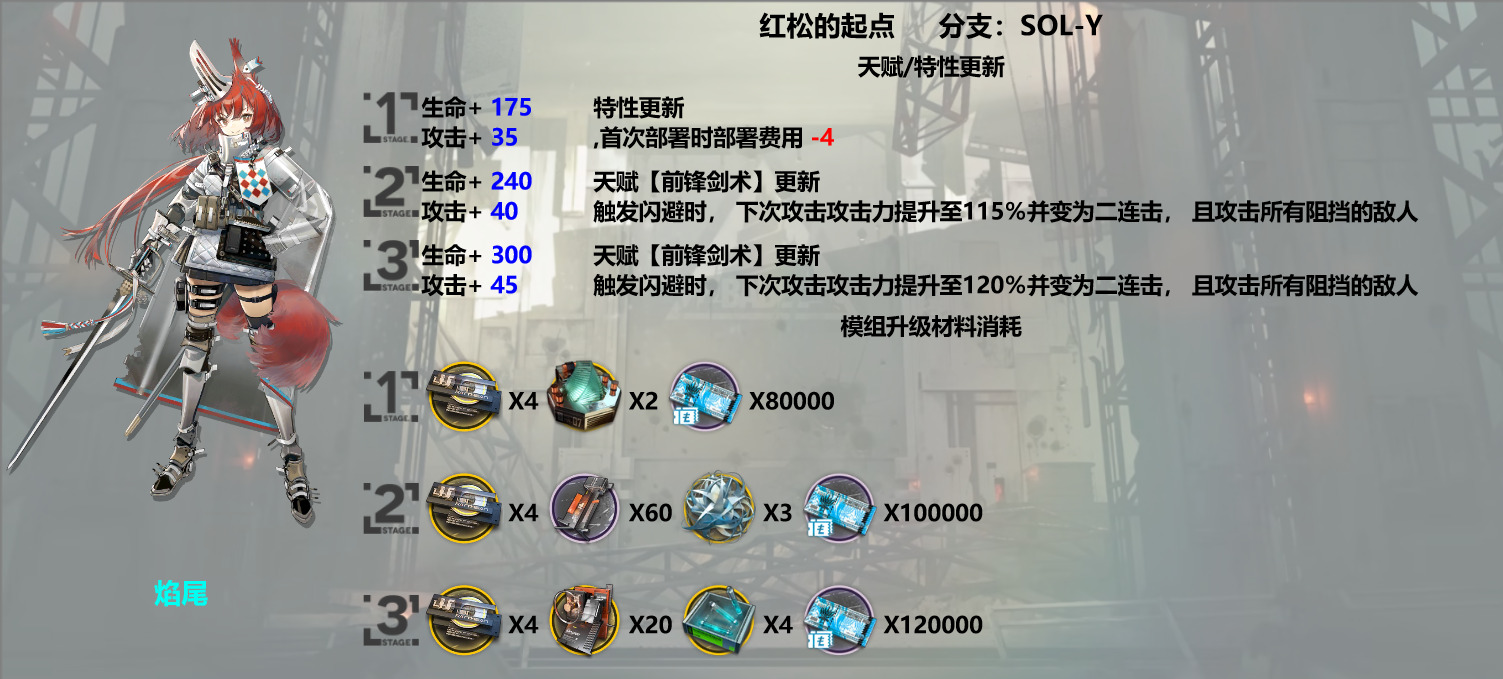 红松的起点 分支：SOL-Y
天赋/特性更新
1 STAGE. 生命+ 175 特性更新
攻击+ 35 ,首次部署时部署费用 -4
2 STAGE. 生命+ 240 天赋【前锋剑术】更新
攻击+ 40 触发闪避时， 下次攻击攻击力提升至115%并变为二连击， 且攻击所有阻挡的敌人
3 STAGE. 生命+ 300 天赋【前锋剑术】更新
攻击+ 45 触发闪避时， 下次攻击攻击力提升至120%并变为二连击， 且攻击所有阻挡的敌人
模组升级材料消耗
1 STAGE. X4 X2 X80000
2 STAGE. X4 X60 X3 X100000
焰尾
3 STAGE. X4 X20 X4 X120000